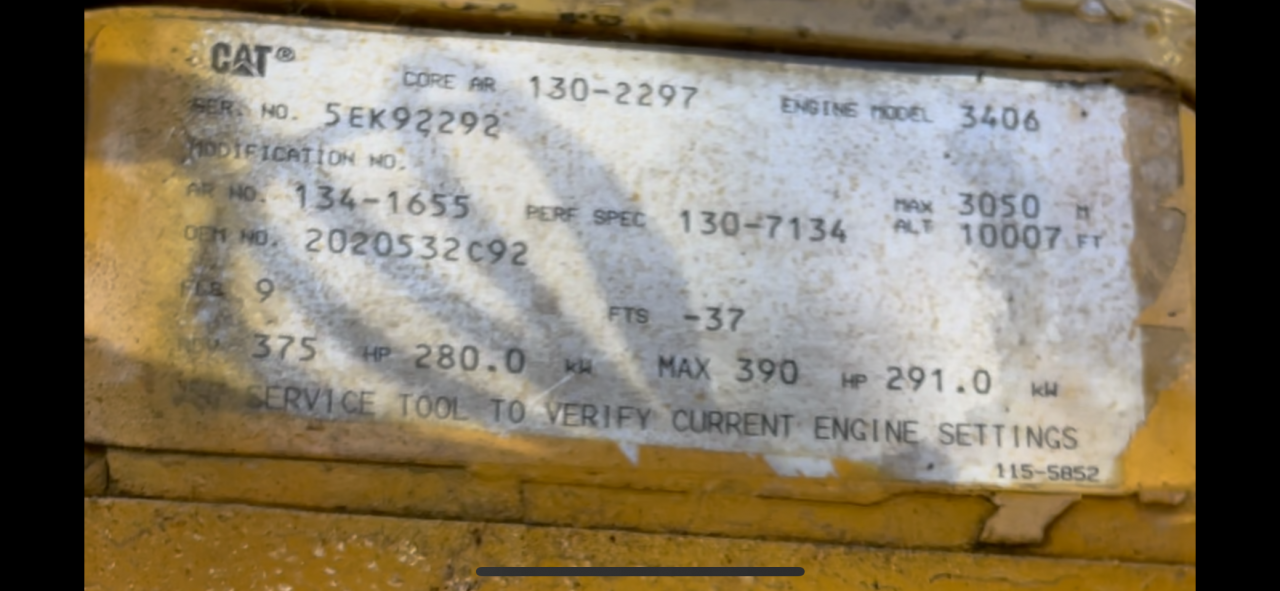 CAT®
CORE AR 130-2297 ENGINE MODEL 3406
SER. NO. 5EK92292
MODIFICATION NO.
AR NO. 134-1655 PERF SPEC 130-7134 MAX ALT 3050 M 10007 FT
OEM NO. 2020532C92
9 FTS -37
375 HP 280.0 kW MAX 390 HP 291.0 kW
SERVICE TOOL TO VERIFY CURRENT ENGINE SETTINGS
115-5852